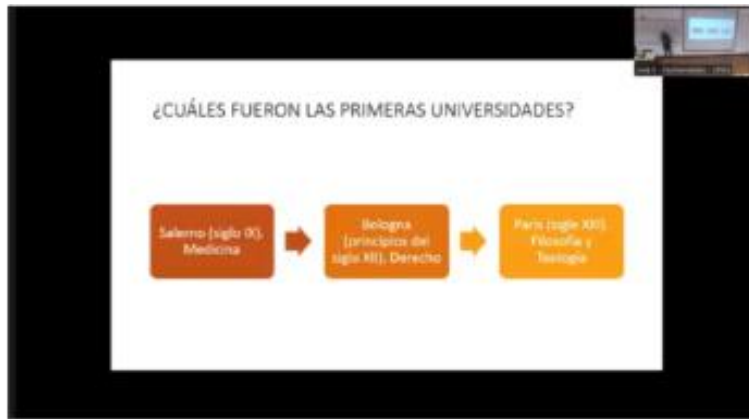 ¿CUÁLES FUERON LAS PRIMERAS UNIVERSIDADES?
Salerno (siglo IX),
Medicina
Bologna
(principios del
siglo XII), Derecho
París (siglo XII),
Filosofía y
Teología